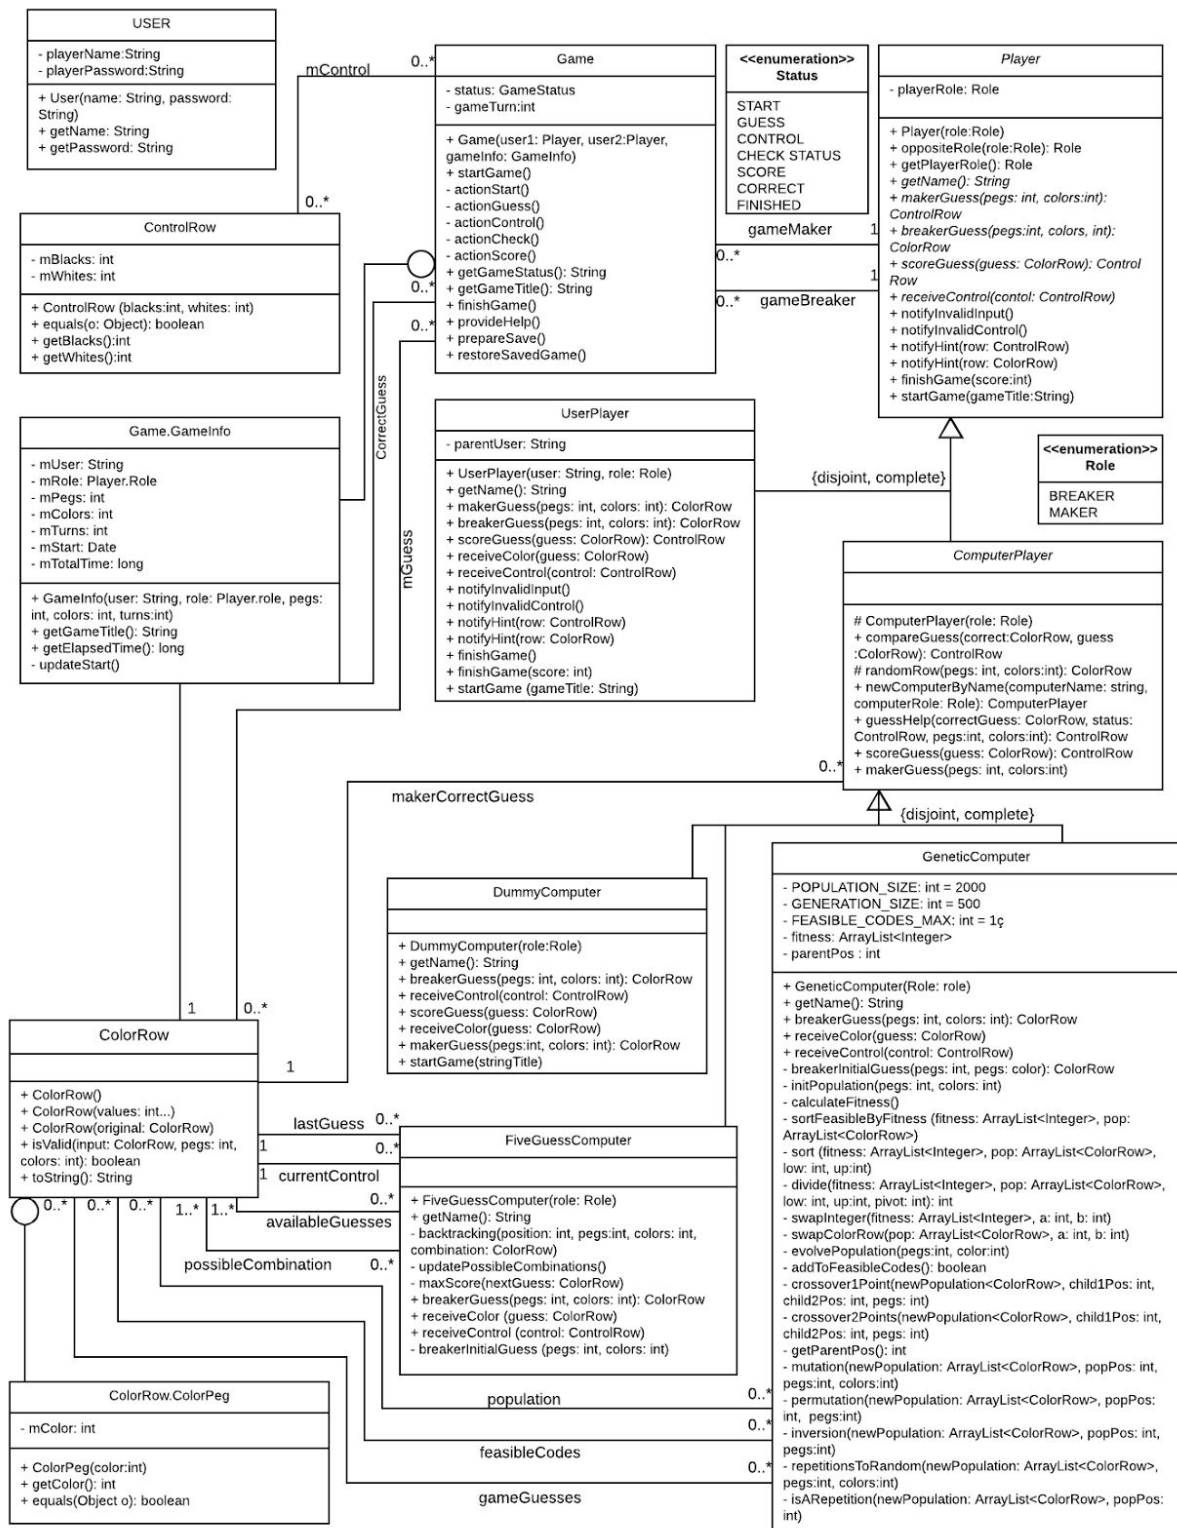 USER
- playerName:String
- playerPassword:String
+ User(name: String, password:
String)
+ getName: String
+ getPassword: String
mControl
0..*
0..*
Game
- status: GameStatus
- gameTurn:int
+ Game(user1: Player, user2:Player,
gameInfo: GameInfo)
+ startGame()
- actionStart()
- actionGuess()
- actionControl()
- actionCheck()
- actionScore()
+ getGameStatus(): String
+ getGameTitle(): String
+ finishGame()
+ provideHelp()
+ prepareSave()
+ restoreSavedGame()
<<enumeration>>
Status
START
GUESS
CONTROL
CHECK STATUS
SCORE
CORRECT
FINISHED
gameMaker
1
0..*
1
0..*
gameBreaker
Player
- playerRole: Role
+ Player(role:Role)
+ oppositeRole(role:Role): Role
+ getPlayerRole(): Role
+ getName(): String
+ makerGuess(pegs: int, colors:int):
ControlRow
+ breakerGuess(pegs:int, colors, int):
ColorRow
+ scoreGuess(guess: ColorRow): Control
Row
+ receiveControl(contol: ControlRow)
+ notifyInvalidInput()
+ notifyInvalidControl()
+ notifyHint(row: ControlRow)
+ notifyHint(row: ColorRow)
+ finishGame(score:int)
+ startGame(gameTitle:String)
ControlRow
- mBlacks: int
- mWhites: int
+ ControlRow (blacks:int, whites: int)
+ equals(o: Object): boolean
+ getBlacks():int
+ getWhites():int
0..*
0..*
CorrectGuess
mGuess
Game.GameInfo
- mUser: String
- mRole: Player.Role
- mPegs: int
- mColors: int
- mTurns: int
- mStart: Date
- mTotalTime: long
+ GameInfo(user: String, role: Player.role, pegs:
int, colors: int, turns:int)
+ getGameTitle(): String
+ getElapsedTime(): long
- updateStart()
UserPlayer
- parentUser: String
+ UserPlayer(user: String, role: Role)
+ getName(): String
+ makerGuess(pegs: int, colors: int): ColorRow
+ breakerGuess(pegs: int, colors: int): ColorRow
+ scoreGuess(guess: ColorRow): ControlRow
+ receiveColor(guess: ColorRow)
+ receiveControl(control: ControlRow)
+ notifyInvalidInput()
+ notifyInvalidControl()
+ notifyHint(row: ControlRow)
+ notifyHint(row: ColorRow)
+ finishGame()
+ finishGame(score: int)
+ startGame (gameTitle: String)
{disjoint, complete}
<<enumeration>>
Role
BREAKER
MAKER
ComputerPlayer
# ComputerPlayer(role: Role)
+ compareGuess(correct:ColorRow, guess
:ColorRow): ControlRow
# randomRow(pegs: int, colors:int): ColorRow
+ newComputerByName(computerName: string,
computerRole: Role): ComputerPlayer
+ guessHelp(correctGuess: ColorRow, status:
ControlRow, pegs:int, colors:int): ControlRow
+ scoreGuess(guess: ColorRow): ControlRow
+ makerGuess(pegs: int, colors:int)
0..*
makerCorrectGuess
{disjoint, complete}
DummyComputer
+ DummyComputer(role:Role)
+ getName(): String
+ breakerGuess(pegs: int, colors: int): ColorRow
+ receiveControl(control: ControlRow)
+ scoreGuess(guess: ColorRow)
+ receiveColor(guess: ColorRow)
+ makerGuess(pegs:int, colors: int): ColorRow
+ startGame(stringTitle)
GeneticComputer
- POPULATION_SIZE: int = 2000
- GENERATION_SIZE: int = 500
- FEASIBLE_CODES_MAX: int = 1ç
- fitness: ArrayList<Integer>
- parentPos : int
+ GeneticComputer(Role: role)
+ getName(): String
+ breakerGuess(pegs: int, colors: int): ColorRow
+ receiveColor(guess: ColorRow)
+ receiveControl(control: ControlRow)
- breakerInitialGuess(pegs: int, pegs: color): ColorRow
- initPopulation(pegs: int, colors: int)
- calculateFitness()
- sortFeasibleByFitness (fitness: ArrayList<Integer>, pop:
ArrayList<ColorRow>)
- sort (fitness: ArrayList<Integer>, pop: ArrayList<ColorRow>,
low: int, up:int)
- divide(fitness: ArrayList<Integer>, pop: ArrayList<ColorRow>,
low: int, up:int, pivot: int): int
- swapInteger(fitness: ArrayList<Integer>, a: int, b: int)
- swapColorRow(pop: ArrayList<ColorRow>, a: int, b: int)
- evolvePopulation(pegs:int, color:int)
- addToFeasibleCodes(): boolean
- crossover1Point(newPopulation<ColorRow>, child1Pos: int,
child2Pos: int, pegs: int)
- crossover2Points(newPopulation<ColorRow>, child1Pos: int,
child2Pos: int, pegs: int)
- getParentPos(): int
- mutation(newPopulation: ArrayList<ColorRow>, popPos: int,
pegs:int, colors:int)
- permutation(newPopulation: ArrayList<ColorRow>, popPos:
int, pegs:int)
- inversion(newPopulation: ArrayList<ColorRow>, popPos: int,
pegs:int)
- repetitionsToRandom(newPopulation: ArrayList<ColorRow>,
pegs:int, colors:int)
- isARepetition(newPopulation: ArrayList<ColorRow>, popPos:
int)
1
0..*
ColorRow
+ ColorRow()
+ ColorRow(values: int...)
+ ColorRow(original: ColorRow)
+ isValid(input: ColorRow, pegs: int,
colors: int): boolean
+ toString(): String
1
lastGuess
0..*
1
0..*
1
currentControl
0..*
availableGuesses
0..*
0..*
0..*
1..*
1..*
possibleCombination
0..*
FiveGuessComputer
+ FiveGuessComputer(role: Role)
+ getName(): String
- backtracking(position: int, pegs:int, colors: int,
combination: ColorRow)
- updatePossibleCombinations()
- maxScore(nextGuess: ColorRow)
+ breakerGuess(pegs: int, colors: int): ColorRow
+ receiveColor (guess: ColorRow)
+ receiveControl (control: ControlRow)
- breakerInitialGuess (pegs: int, colors: int)
population
0..*
feasibleCodes
0..*
gameGuesses
0..*
ColorRow.ColorPeg
- mColor: int
+ ColorPeg(color:int)
+ getColor(): int
+ equals(Object o): boolean